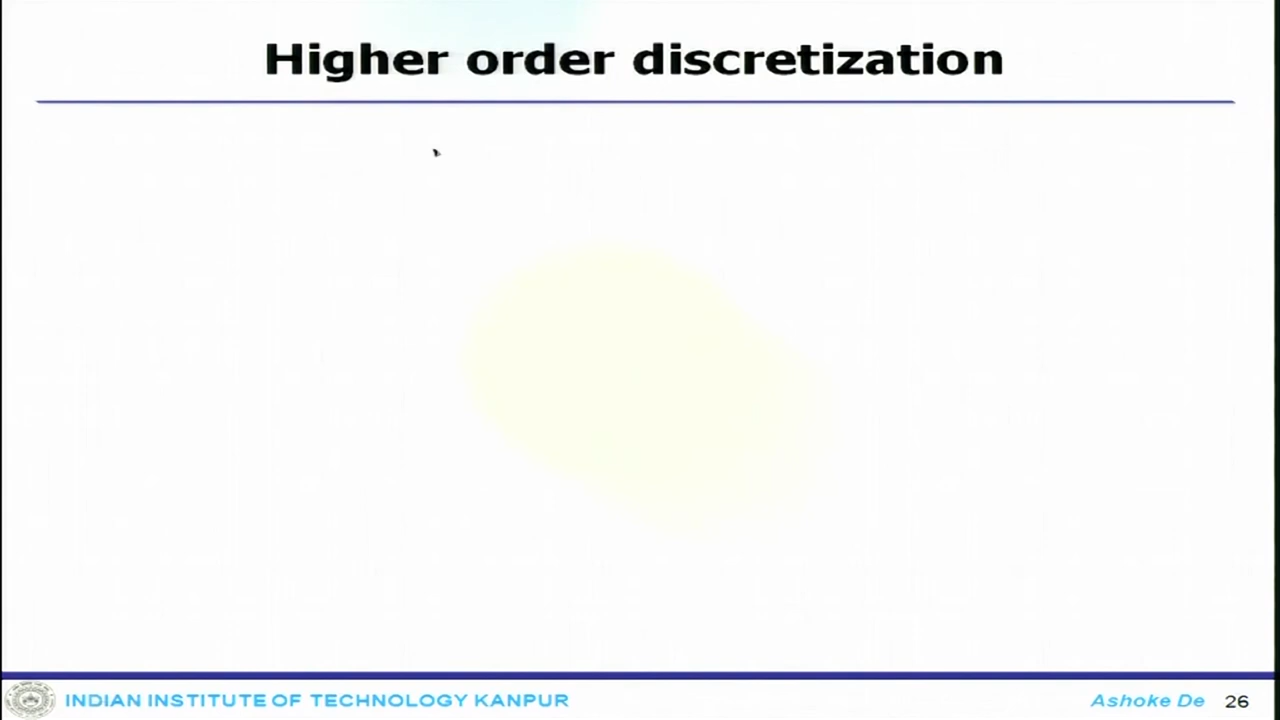 Higher order discretization
INDIAN INSTITUTE OF TECHNOLOGY KANPUR
Ashoke De 26